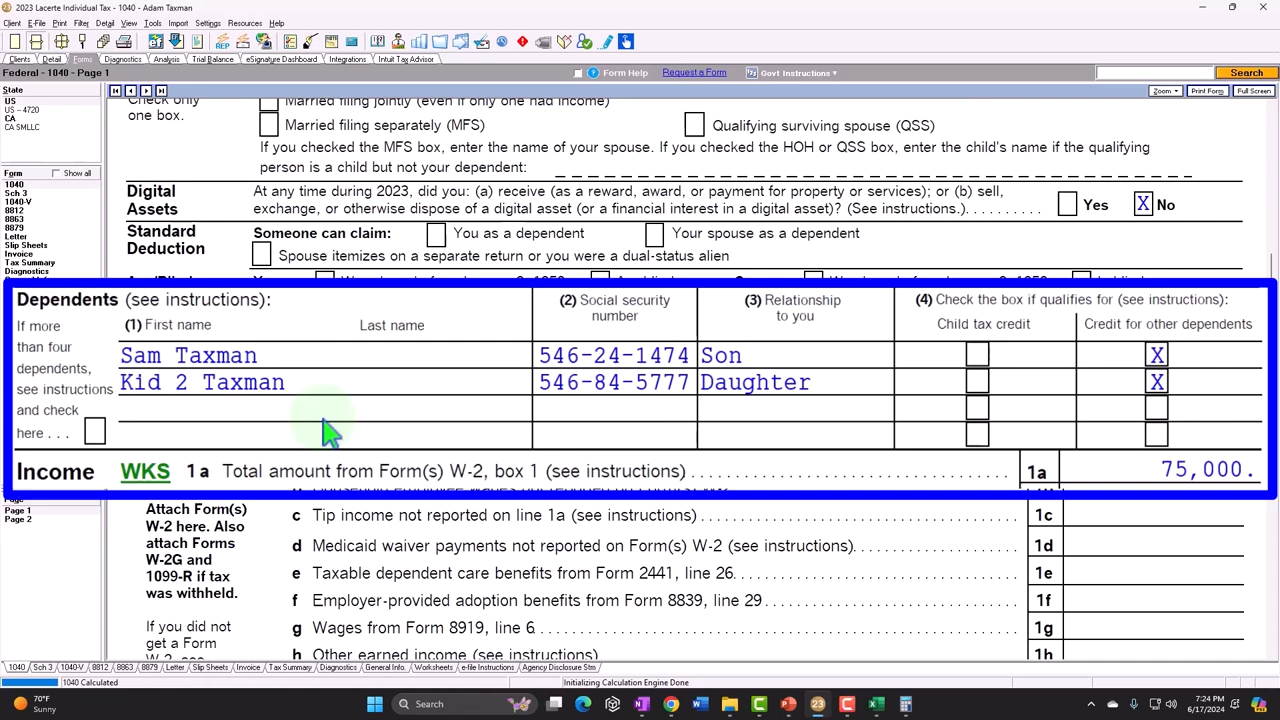 2023 Lacerte Individual Tax - 1040 - Adam Taxman
Client E-File Print Filter Detail View Tools Import Settings Resources Help
Clients Detail Forms Diagnostics Analysis Trial Balance eSignature Dashboard Integrations Intuit Tax Advisor
Federal - 1040 - Page 1
Form Help Request a Form Govt Instructions Search
State
US
US - 4720
CA
CA SMLLC
Zoom Print Form Full Screen
Form Show all
1040
Sch 3
1040-V
8812
8863
8879
Letter
Slip Sheets
Invoice
Tax Summary
Diagnostics
Page 1
Page 2
Check only
one box.
Married filing jointly (even if only one had income)
Married filing separately (MFS) Qualifying surviving spouse (QSS)
If you checked the MFS box, enter the name of your spouse. If you checked the HOH or QSS box, enter the child's name if the qualifying
person is a child but not your dependent:
Digital
Assets
At any time during 2023, did you: (a) receive (as a reward, award, or payment for property or services); or (b) sell,
exchange, or otherwise dispose of a digital asset (or a financial interest in a digital asset)? (See instructions.) Yes X No
Standard
Deduction
Someone can claim: You as a dependent Your spouse as a dependent
Spouse itemizes on a separate return or you were a dual-status alien
Dependents (see instructions):
If more
than four
dependents,
see instructions
and check
here . . .
(1) First name Last name
(2) Social security
number
(3) Relationship
to you
(4) Check the box if qualifies for (see instructions):
Child tax credit Credit for other dependents
Sam Taxman 546-24-1474 Son X
Kid 2 Taxman 546-84-5777 Daughter X
Income WKS 1a Total amount from Form(s) W-2, box 1 (see instructions) 1a 75,000.
Attach Form(s)
W-2 here. Also
attach Forms
W-2G and
1099-R if tax
was withheld.
If you did not
get a Form
c Tip income not reported on line 1a (see instructions) 1c
d Medicaid waiver payments not reported on Form(s) W-2 (see instructions) 1d
e Taxable dependent care benefits from Form 2441, line 26 1e
f Employer-provided adoption benefits from Form 8839, line 29 1f
g Wages from Form 8919, line 6 1g
h Other earned income (see instructions) 1h
1040 Sch 3 1040-V 8812 8863 8879 Letter Slip Sheets Invoice Tax Summary Diagnostics General Info. Worksheets e-file Instructions Agency Disclosure Stm
1040 Calculated Initializing Calculation Engine Done
70°F
Sunny
Search
23
7:24 PM
6/17/2024